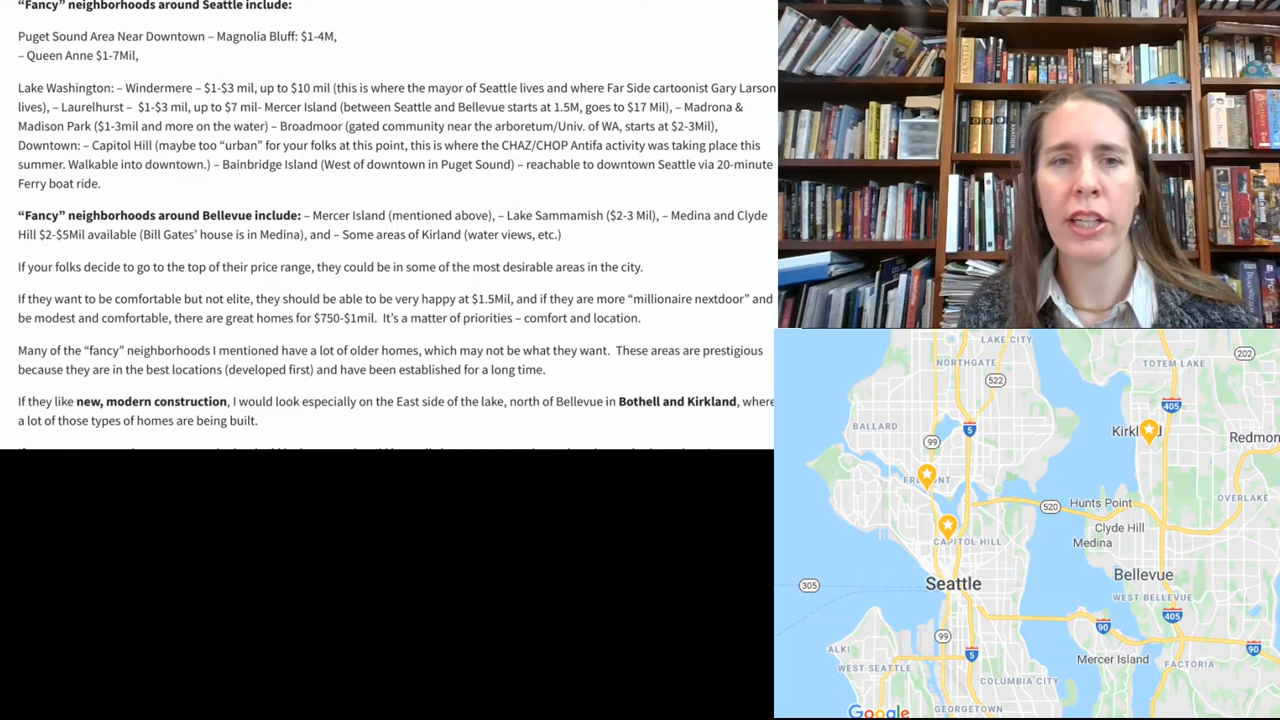 “Fancy” neighborhoods around Seattle include:
Puget Sound Area Near Downtown – Magnolia Bluff: $1-4M,
– Queen Anne $1-7Mil,
Lake Washington: – Windermere – $1-$3 mil, up to $10 mil (this is where the mayor of Seattle lives and where Far Side cartoonist Gary Larson
lives), – Laurelhurst – $1-$3 mil, up to $7 mil- Mercer Island (between Seattle and Bellevue starts at 1.5M, goes to $17 Mil), – Madrona &
Madison Park ($1-3mil and more on the water) – Broadmoor (gated community near the arboretum/Univ. of WA, starts at $2-3Mil),
Downtown: – Capitol Hill (maybe too “urban” for your folks at this point, this is where the CHAZ/CHOP Antifa activity was taking place this
summer. Walkable into downtown.) – Bainbridge Island (West of downtown in Puget Sound) – reachable to downtown Seattle via 20-minute
Ferry boat ride.
“Fancy” neighborhoods around Bellevue include: – Mercer Island (mentioned above), – Lake Sammamish ($2-3 Mil), – Medina and Clyde
Hill $2-$5Mil available (Bill Gates’ house is in Medina), and – Some areas of Kirland (water views, etc.)
If your folks decide to go to the top of their price range, they could be in some of the most desirable areas in the city.
If they want to be comfortable but not elite, they should be able to be very happy at $1.5Mil, and if they are more “millionaire nextdoor” and
be modest and comfortable, there are great homes for $750-$1mil. It’s a matter of priorities – comfort and location.
Many of the “fancy” neighborhoods I mentioned have a lot of older homes, which may not be what they want. These areas are prestigious
because they are in the best locations (developed first) and have been established for a long time.
If they like new, modern construction, I would look especially on the East side of the lake, north of Bellevue in Bothell and Kirkland, where
a lot of those types of homes are being built.
LAKE CITY
NORTHGATE
TOTEM LAKE
202
522
405
BALLARD
5
99
Kirkland
Redmon
FREMONT
OVERLAKE
520
Hunts Point
Clyde Hill
CAPITOL HILL
Medina
Seattle
Bellevue
305
WEST BELLEVUE
405
90
99
ALKI
5
Mercer Island
90
WEST SEATTLE
FACTORIA
COLUMBIA CITY
GEORGETOWN
Google